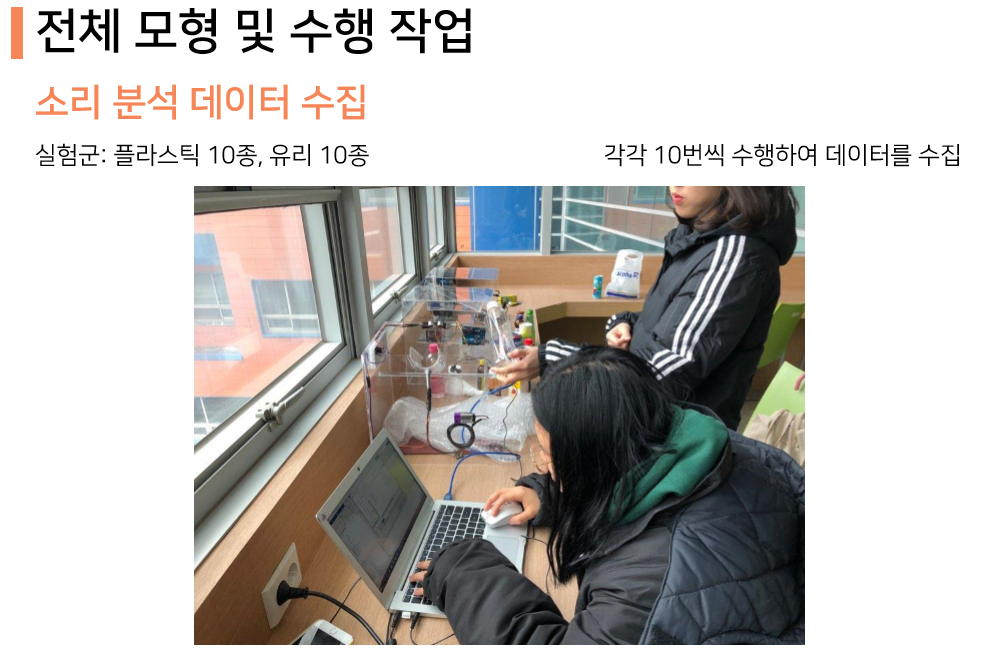 전체 모형 및 수행 작업
소리 분석 데이터 수집
실험군: 플라스틱 10종, 유리 10종
각각 10번씩 수행하여 데이터를 수집